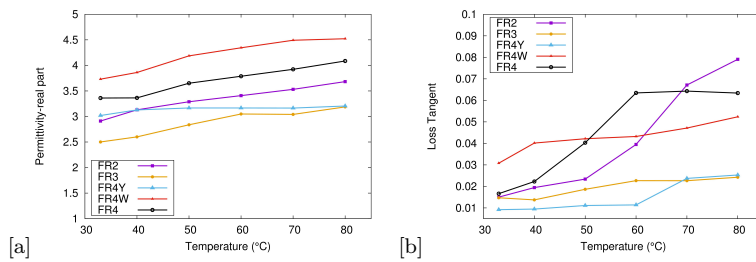 5
4.5
4
3.5
3
2.5
2
1.5
1
Permittivity-real part
FR2
FR3
FR4Y
FR4W
FR4
30 40 50 60 70 80
Temperature (°C)
[a]
0.1
0.09
0.08
0.07
0.06
0.05
0.04
0.03
0.02
0.01
Loss Tangent
FR2
FR3
FR4Y
FR4W
FR4
30 40 50 60 70 80
Temperature (°C)
[b]